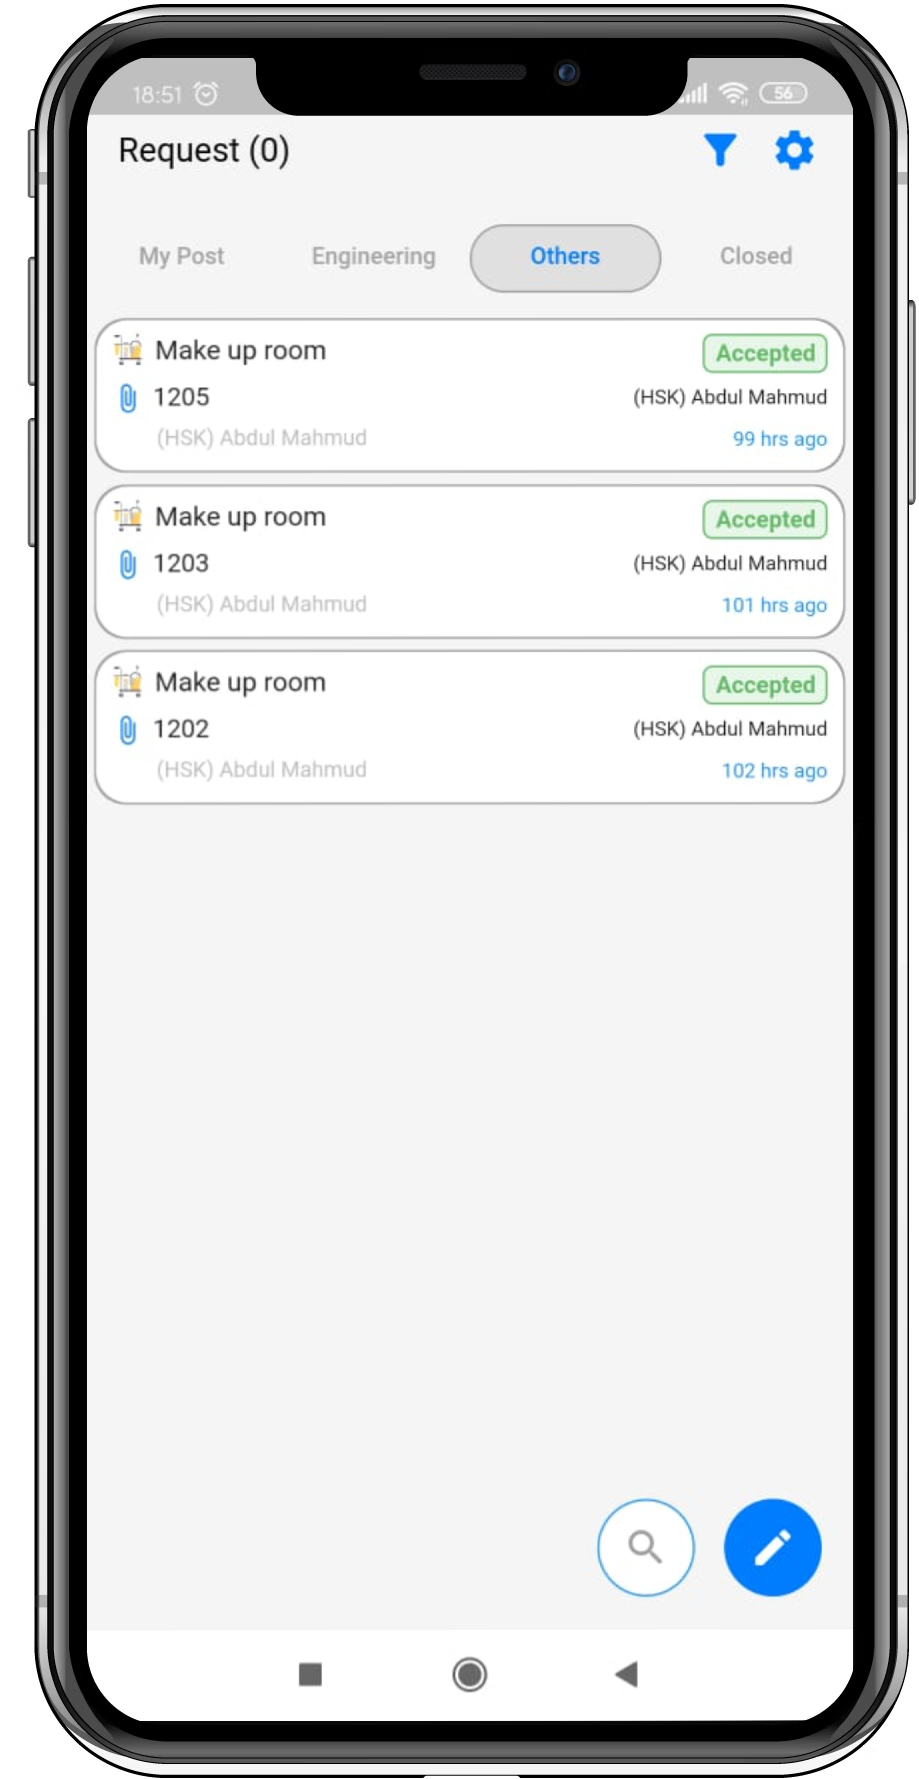 18:51 56
Request (0)
My Post Engineering Others Closed
Make up room Accepted
1205 (HSK) Abdul Mahmud
(HSK) Abdul Mahmud 99 hrs ago
Make up room Accepted
1203 (HSK) Abdul Mahmud
(HSK) Abdul Mahmud 101 hrs ago
Make up room Accepted
1202 (HSK) Abdul Mahmud
(HSK) Abdul Mahmud 102 hrs ago